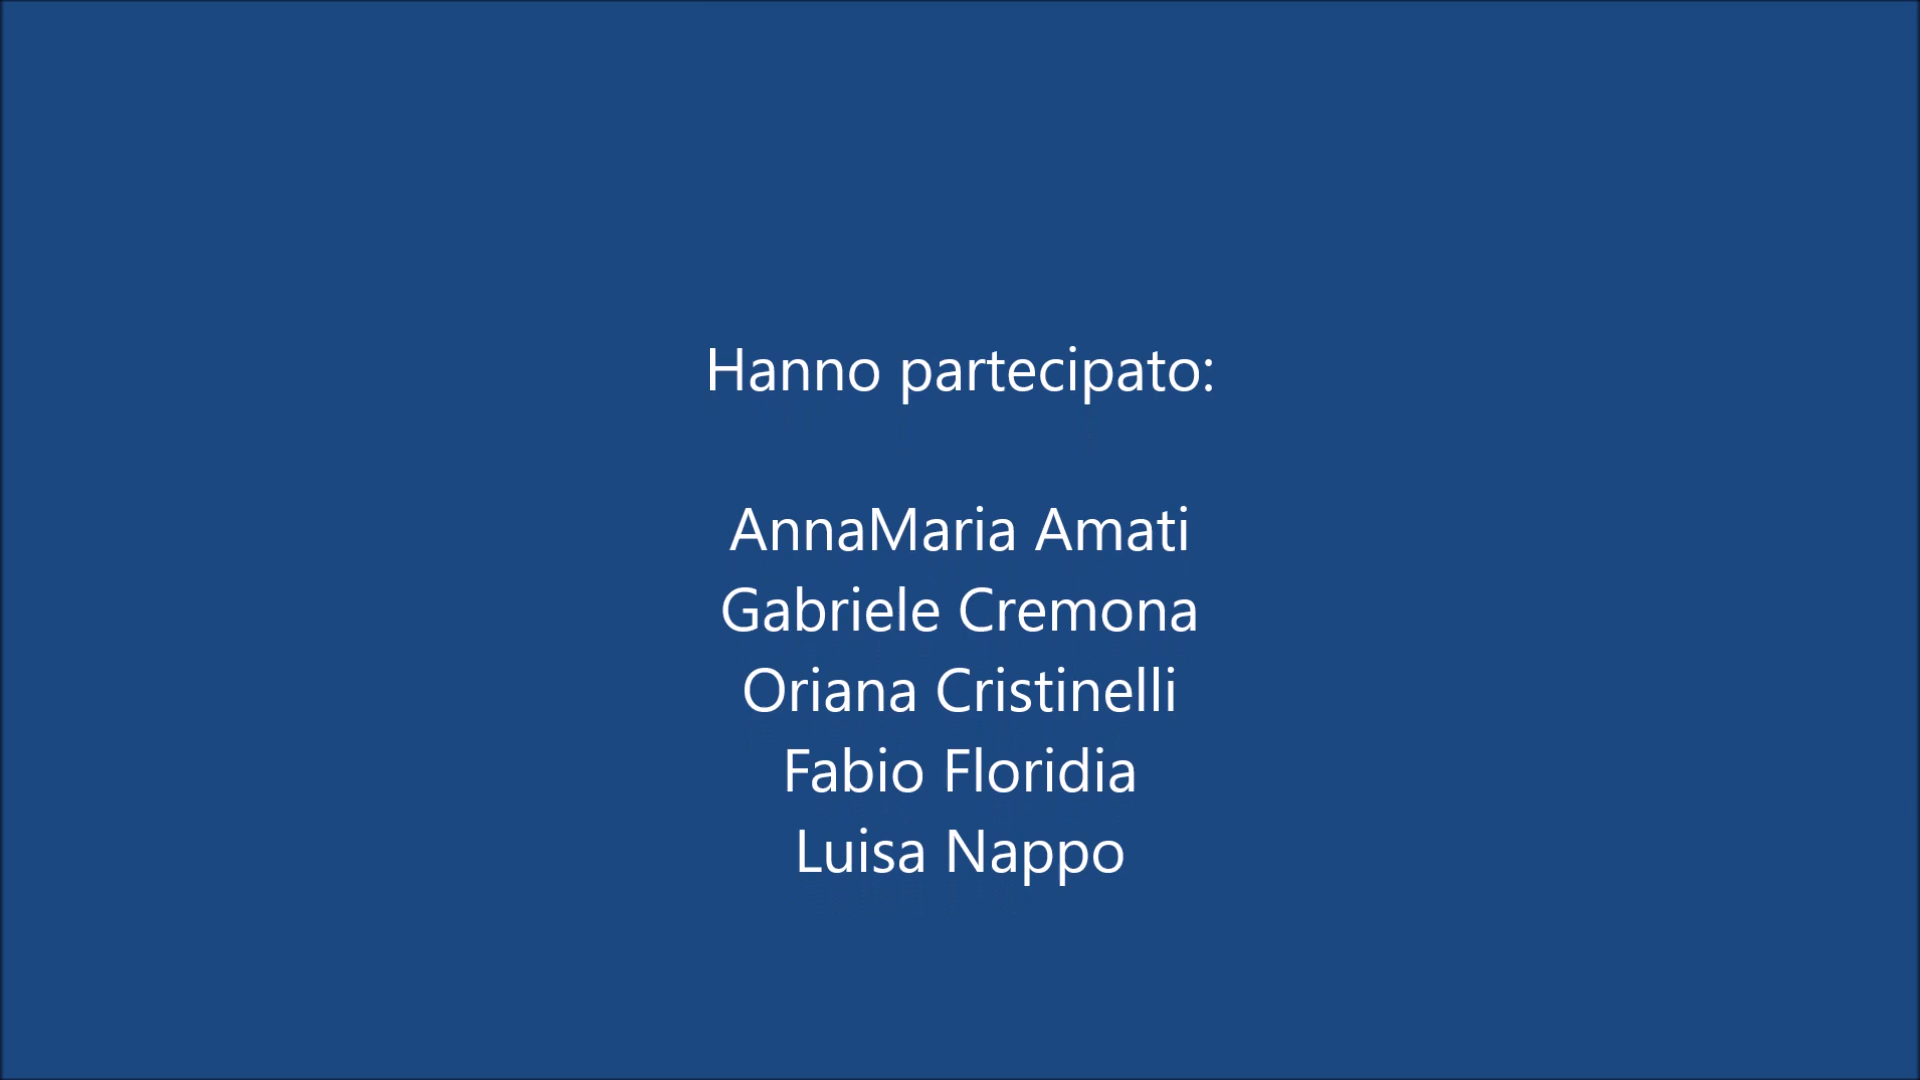 Hanno partecipato:
AnnaMaria Amati
Gabriele Cremona
Oriana Cristinelli
Fabio Floridia
Luisa Nappo